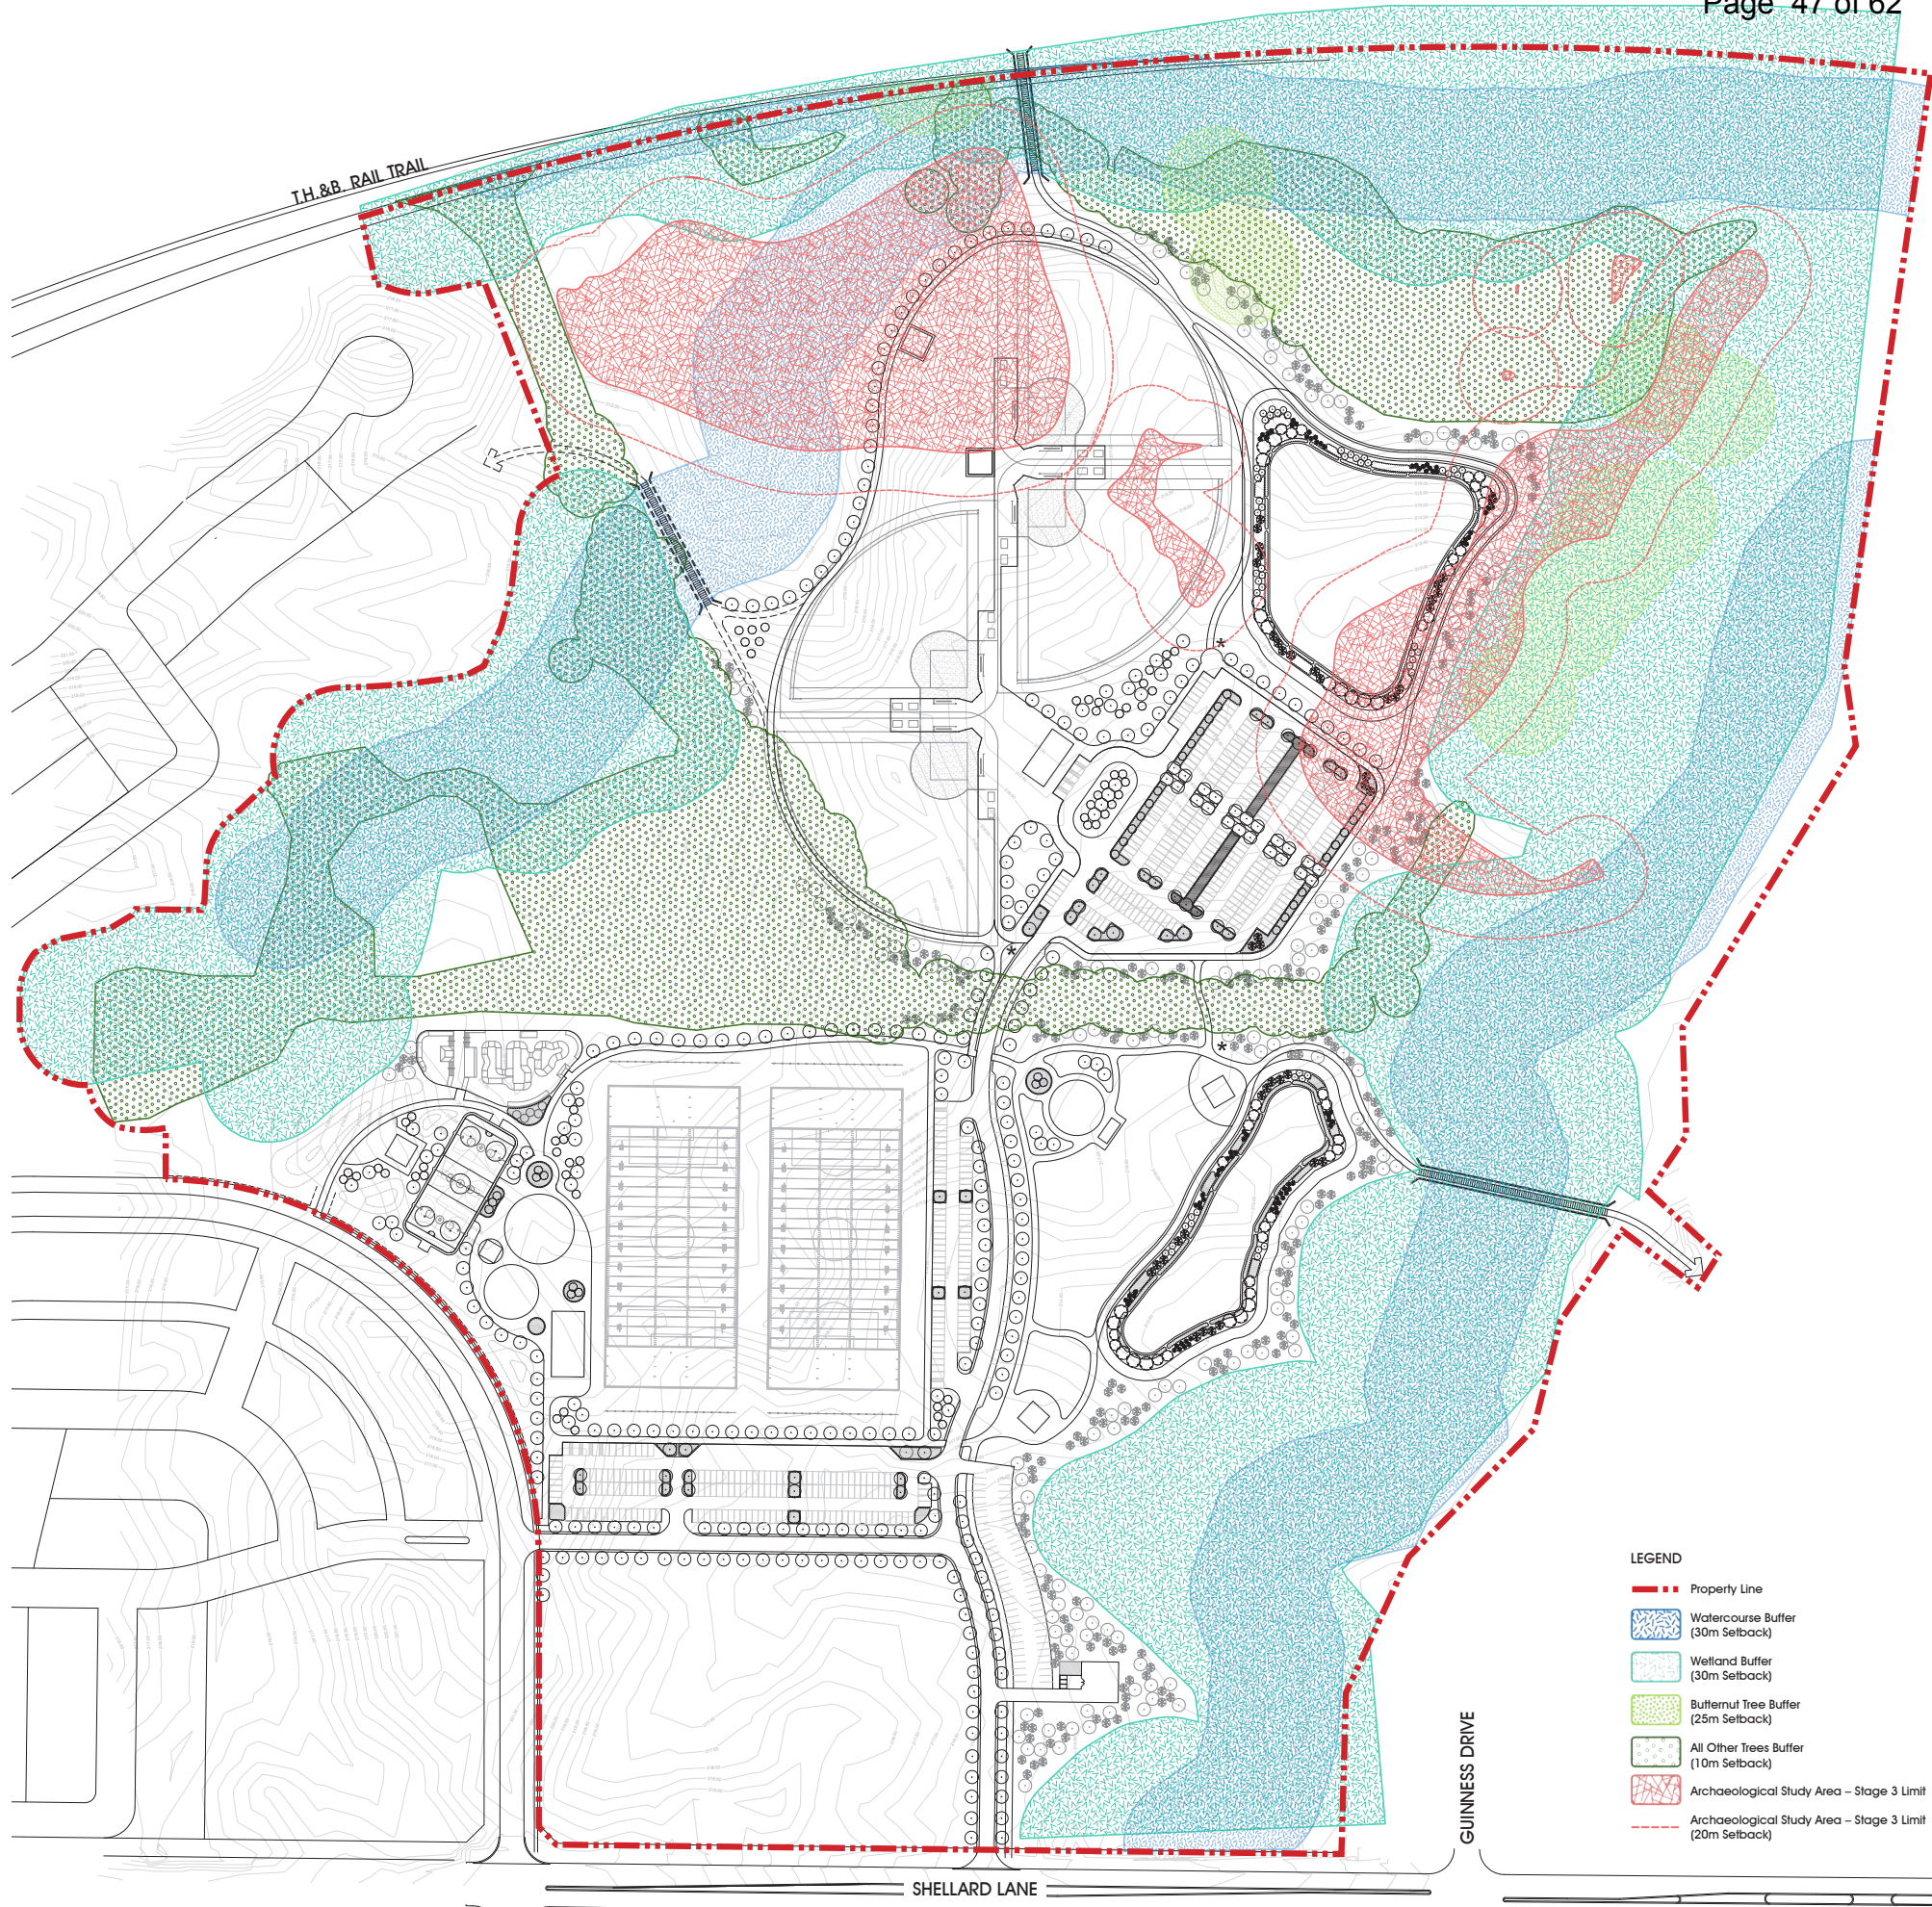 Page 47 of 62
T.H.&B. RAIL TRAIL
LEGEND
Property Line
Watercourse Buffer
(30m Setback)
Wetland Buffer
(30m Setback)
Butternut Tree Buffer
(25m Setback)
All Other Trees Buffer
(10m Setback)
Archaeological Study Area – Stage 3 Limit
Archaeological Study Area – Stage 3 Limit
(20m Setback)
GUINNESS DRIVE
SHELLARD LANE